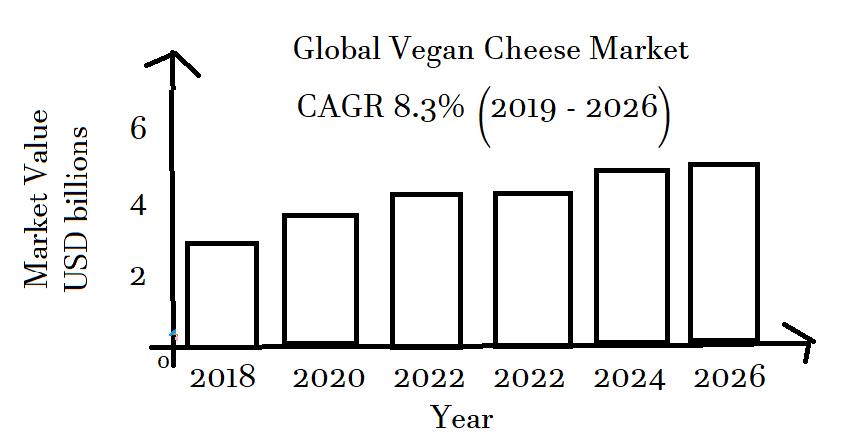 Global Vegan Cheese Market
CAGR 8.3% (2019 - 2026)
Market Value
USD billions
6
4
2
0
2018 2020 2022 2022 2024 2026
Year